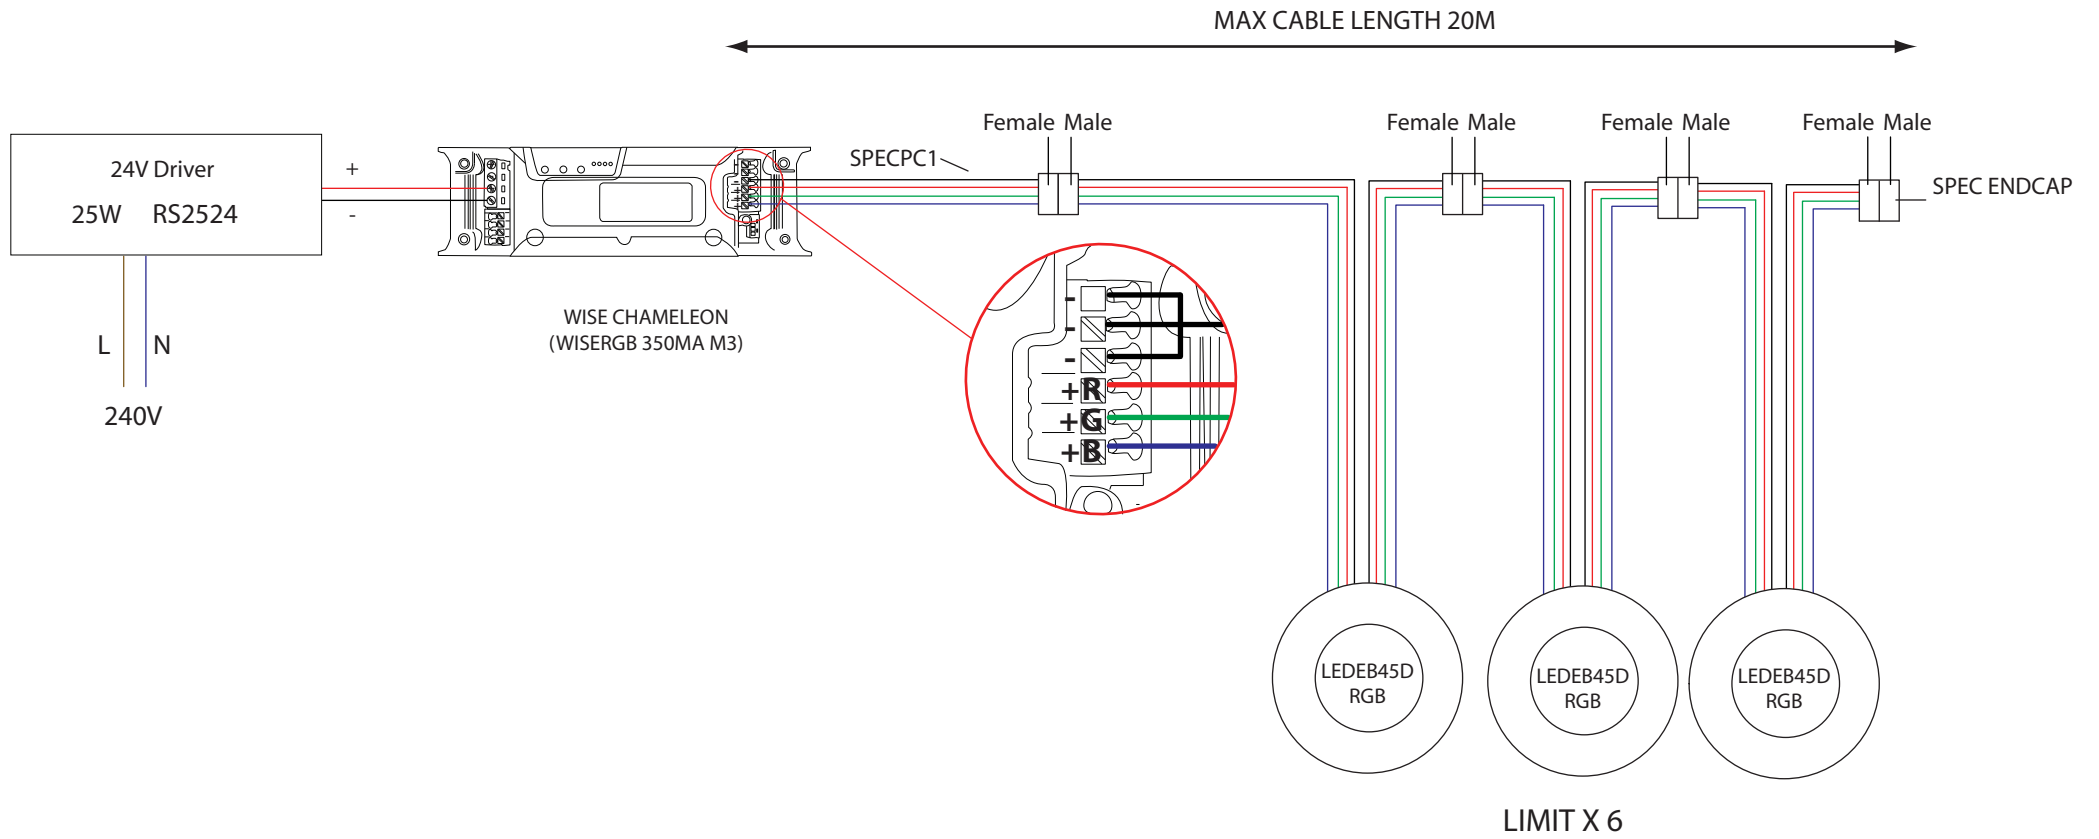 MAX CABLE LENGTH 20M
Female Male
Female Male
Female Male
Female Male
24V Driver
25W RS2524
+
-
SPECPC1
SPEC ENDCAP
WISE CHAMELEON
(WISERGB 350MA M3)
L N
240V
-
-
-
+R
+G
+B
LEDEB45D
RGB
LEDEB45D
RGB
LEDEB45D
RGB
LIMIT X 6